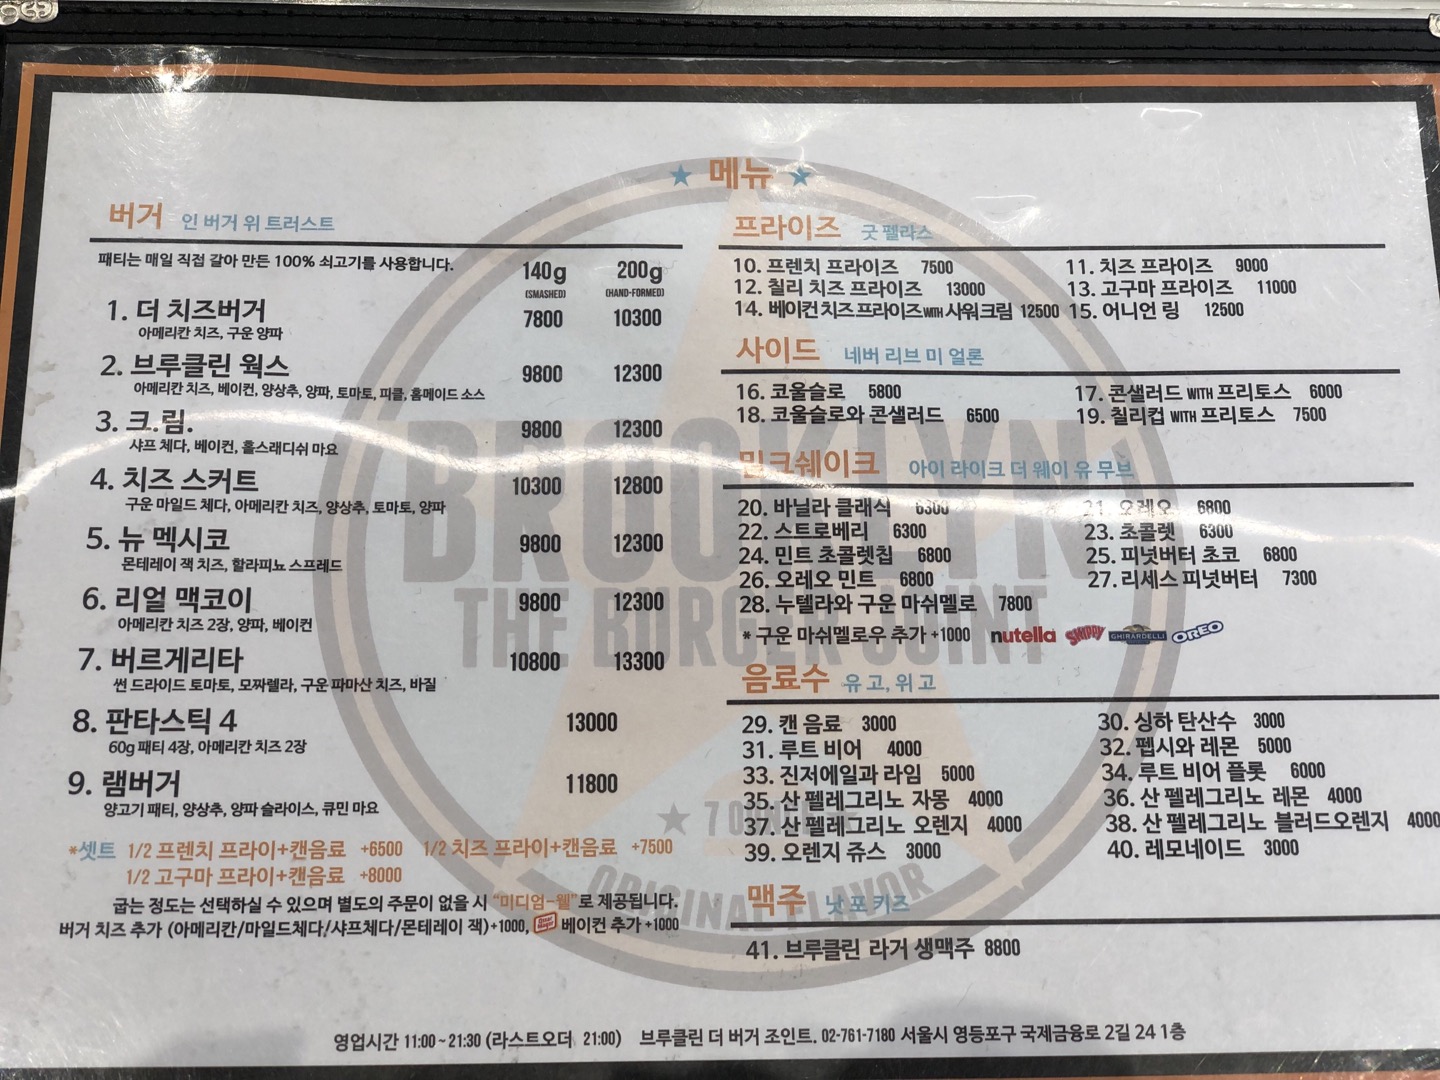 ★ 메뉴 ★
버거 인 버거 위 트러스트
패티는 매일 직접 갈아 만든 100% 쇠고기를 사용합니다.
140g 200g
(SMASHED) (HAND-FORMED)
1. 더 치즈버거 7800 10300
아메리칸 치즈, 구운 양파
2. 브루클린 웍스 9800 12300
아메리칸 치즈, 베이컨, 양상추, 양파, 토마토, 피클, 홈메이드 소스
3. 크.림. 9800 12300
샤프 체다, 베이컨, 홀스래디쉬 마요
4. 치즈 스커트 10300 12800
구운 마일드 체다, 아메리칸 치즈, 양상추, 토마토, 양파
5. 뉴 멕시코 9800 12300
몬테레이 잭 치즈, 할라피뇨 스프레드
6. 리얼 맥코이 9800 12300
아메리칸 치즈 2장, 양파, 베이컨
7. 버르게리타 10800 13300
썬 드라이드 토마토, 모짜렐라, 구운 파마산 치즈, 바질
8. 판타스틱 4 13000
60g 패티 4장, 아메리칸 치즈 2장
9. 램버거 11800
양고기 패티, 양상추, 양파 슬라이스, 큐민 마요
*셋트 1/2 프렌치 프라이+캔음료 +6500 1/2 치즈 프라이+캔음료 +7500
1/2 고구마 프라이+캔음료 +8000
굽는 정도는 선택하실 수 있으며 별도의 주문이 없을 시 "미디엄-웰"로 제공됩니다.
버거 치즈 추가 (아메리칸/마일드체다/샤프체다/몬테레이 잭)+1000, 베이컨 추가 +1000
프라이즈 굿 펠라스
10. 프렌치 프라이즈 7500 11. 치즈 프라이즈 9000
12. 칠리 치즈 프라이즈 13000 13. 고구마 프라이즈 11000
14. 베이컨 치즈 프라이즈 WITH 사워크림 12500 15. 어니언 링 12500
사이드 네버 리브 미 얼론
16. 코울슬로 5800 17. 콘샐러드 WITH 프리토스 6000
18. 코울슬로와 콘샐러드 6500 19. 칠리컵 WITH 프리토스 7500
밀크쉐이크 아이 라이크 더 웨이 유 무브
20. 바닐라 클래식 6300 21. 오레오 6800
22. 스트로베리 6300 23. 초콜렛 6300
24. 민트 초콜렛칩 6800 25. 피넛버터 초코 6800
26. 오레오 민트 6800 27. 리세스 피넛버터 7300
28. 누텔라와 구운 마쉬멜로 7800
* 구운 마쉬멜로우 추가 +1000 nutella SKIPPY GHIRARDELLI OREO
음료수 유 고, 위 고
29. 캔 음료 3000 30. 싱하 탄산수 3000
31. 루트 비어 4000 32. 펩시와 레몬 5000
33. 진저에일과 라임 5000 34. 루트 비어 플롯 6000
35. 산 펠레그리노 자몽 4000 36. 산 펠레그리노 레몬 4000
37. 산 펠레그리노 오렌지 4000 38. 산 펠레그리노 블러드오렌지 4000
39. 오렌지 쥬스 3000 40. 레모네이드 3000
맥주 낫 포 키즈
41. 브루클린 라거 생맥주 8800
BROOKLYN
THE BURGER JOINT
ORIGINAL FLAVOR
영업시간 11:00~21:30 (라스트오더 21:00) 브루클린 더 버거 조인트. 02-761-7180 서울시 영등포구 국제금융로 2길 24 1층